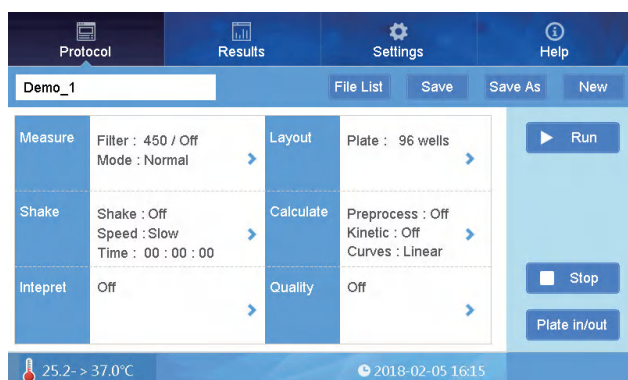 Protocol
Results
Settings
Help
Demo_1
File List
Save
Save As
New
Measure
Filter : 450 / Off
Mode : Normal
Layout
Plate : 96 wells
Run
Shake
Shake : Off
Speed : Slow
Time : 00 : 00 : 00
Calculate
Preprocess : Off
Kinetic : Off
Curves : Linear
Intepret
Off
Quality
Off
Stop
Plate in/out
25.2- > 37.0°C
2018-02-05 16:15